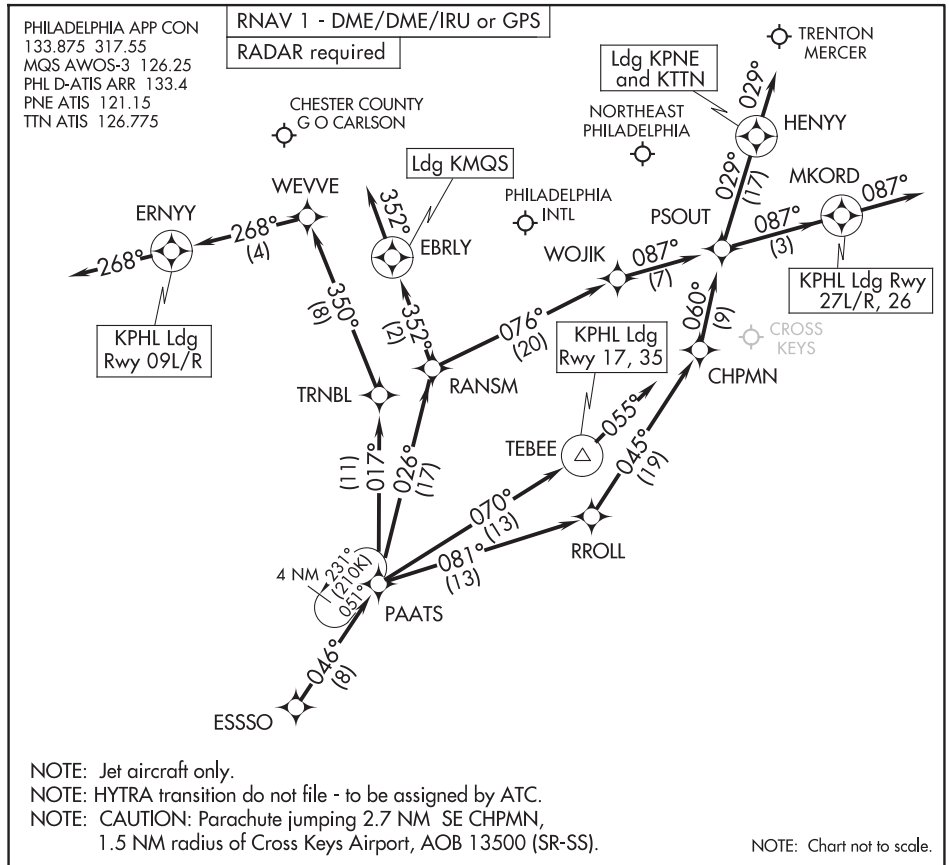 PHILADELPHIA APP CON
133.875 317.55
MQS AWOS-3 126.25
PHL D-ATIS ARR 133.4
PNE ATIS 121.15
TTN ATIS 126.775
RNAV 1 - DME/DME/IRU or GPS
RADAR required
TRENTON
MERCER
Ldg KPNE
and KTTN
029°
CHESTER COUNTY
G O CARLSON
NORTHEAST
PHILADELPHIA
HENYY
Ldg KMQS
029°
(17)
MKORD
087°
WEVVE
PHILADELPHIA
INTL
PSOUT
087°
(3)
ERNYY
268°
(4)
268°
352°
EBRLY
WOJIK
087°
(7)
KPHL Ldg Rwy
27L/R, 26
350°
(8)
352°
(2)
076°
(20)
060°
(9)
KPHL Ldg
Rwy 09L/R
KPHL Ldg
Rwy 17, 35
CROSS
KEYS
RANSM
CHPMN
TRNBL
055°
TEBEE
045°
(19)
017°
(11)
026°
(17)
070°
(13)
RROLL
081°
(13)
4 NM
231°
(210K)
051°
PAATS
046°
(8)
ESSSO
NOTE: Jet aircraft only.
NOTE: HYTRA transition do not file - to be assigned by ATC.
NOTE: CAUTION: Parachute jumping 2.7 NM SE CHPMN,
1.5 NM radius of Cross Keys Airport, AOB 13500 (SR-SS).
NOTE: Chart not to scale.